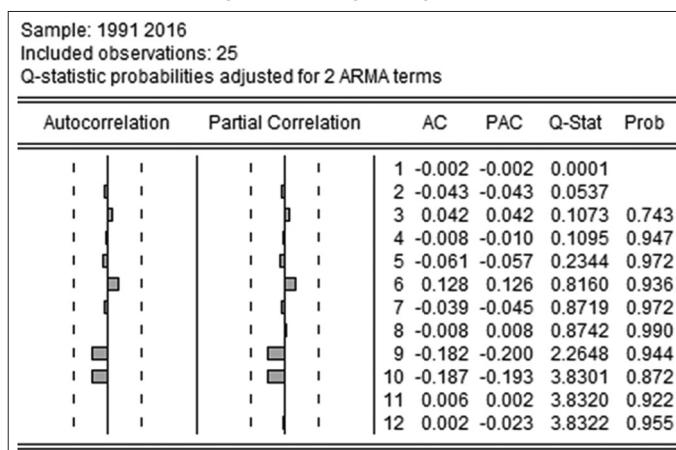 Sample: 1991 2016
Included observations: 25
Q-statistic probabilities adjusted for 2 ARMA terms
Autocorrelation Partial Correlation AC PAC Q-Stat Prob
1 -0.002 -0.002 0.0001
2 -0.043 -0.043 0.0537
3 0.042 0.042 0.1073 0.743
4 -0.008 -0.010 0.1095 0.947
5 -0.061 -0.057 0.2344 0.972
6 0.128 0.126 0.8160 0.936
7 -0.039 -0.045 0.8719 0.972
8 -0.008 0.008 0.8742 0.990
9 -0.182 -0.200 2.2648 0.944
10 -0.187 -0.193 3.8301 0.872
11 0.006 0.002 3.8320 0.922
12 0.002 -0.023 3.8322 0.955